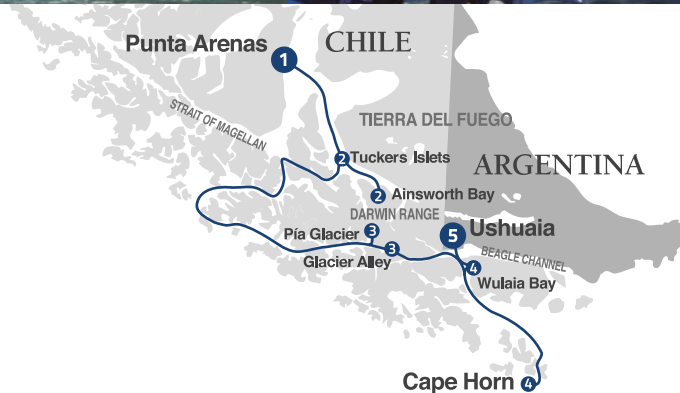 Punta Arenas
1
CHILE
STRAIT OF MAGELLAN
TIERRA DEL FUEGO
2
Tuckers Islets
ARGENTINA
2
Ainsworth Bay
DARWIN RANGE
Pía Glacier
3
5
Ushuaia
3
Glacier Alley
BEAGLE CHANNEL
4
Wulaia Bay
Cape Horn
4